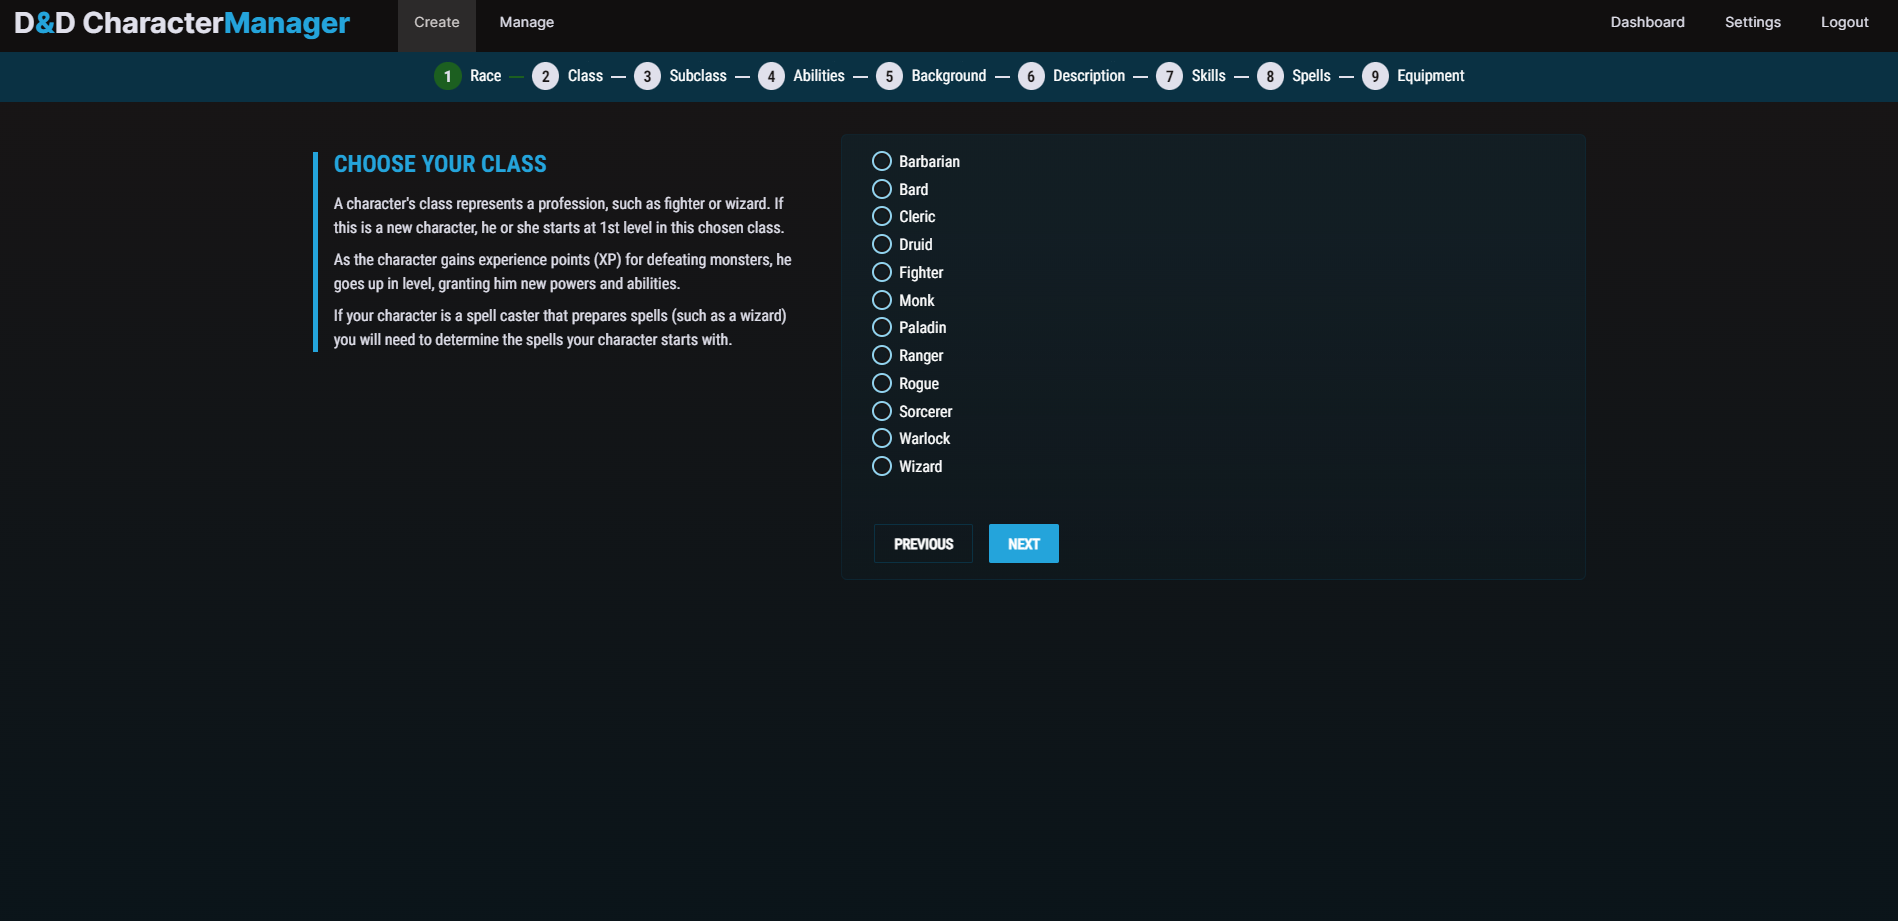 D&D CharacterManager
Create
Manage
Dashboard
Settings
Logout
1 Race — 2 Class — 3 Subclass — 4 Abilities — 5 Background — 6 Description — 7 Skills — 8 Spells — 9 Equipment
CHOOSE YOUR CLASS
A character's class represents a profession, such as fighter or wizard. If
this is a new character, he or she starts at 1st level in this chosen class.
As the character gains experience points (XP) for defeating monsters, he
goes up in level, granting him new powers and abilities.
If your character is a spell caster that prepares spells (such as a wizard)
you will need to determine the spells your character starts with.
Barbarian
Bard
Cleric
Druid
Fighter
Monk
Paladin
Ranger
Rogue
Sorcerer
Warlock
Wizard
PREVIOUS
NEXT